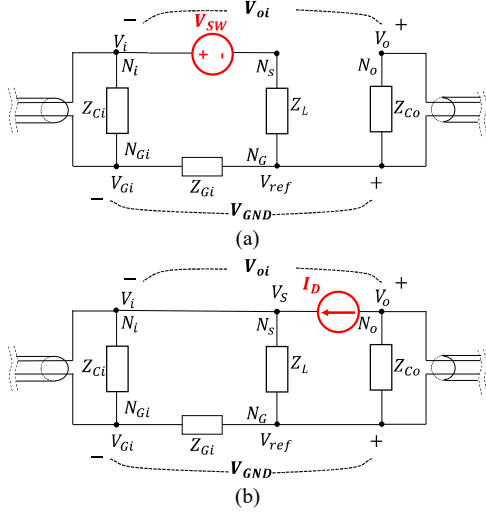 − V_oi +
V_i V_SW V_o
+ -
N_i N_s N_o
Z_Ci Z_L Z_Co
N_Gi N_G
V_Gi Z_Gi V_ref
− V_GND +
(a)
− V_oi +
V_i V_S I_D V_o
N_i N_s N_o
Z_Ci Z_L Z_Co
N_Gi N_G
V_Gi Z_Gi V_ref
− V_GND +
(b)